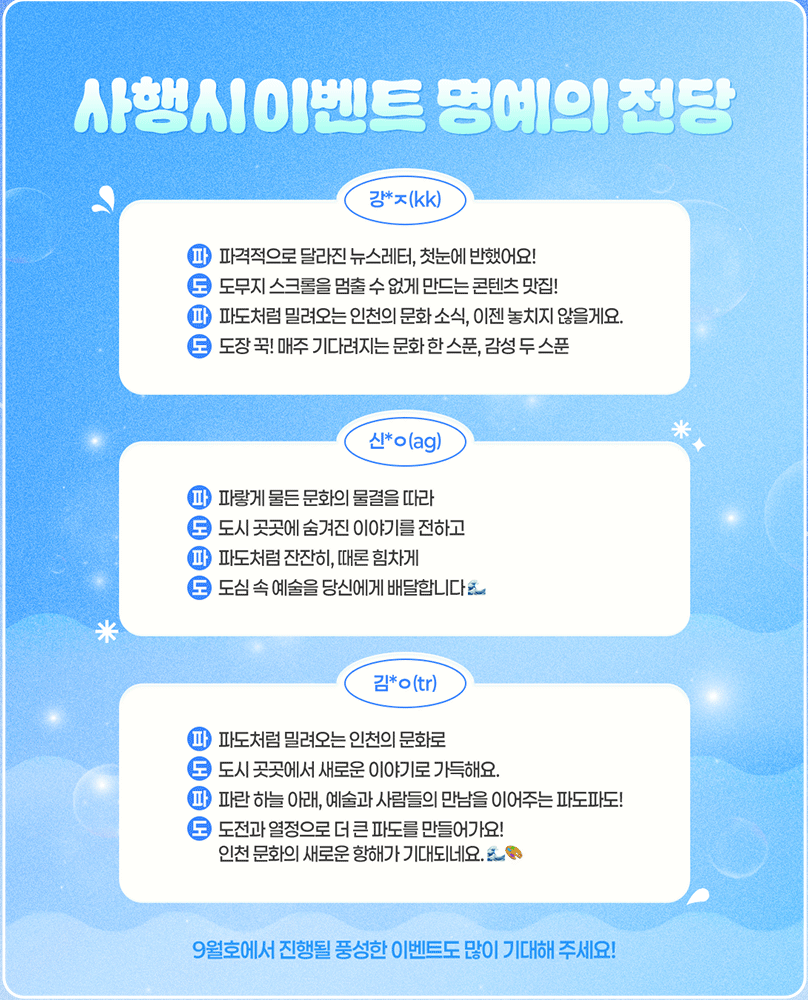 사행시 이벤트 명예의 전당
강*ㅈ(kk)
파 파격적으로 달라진 뉴스레터, 첫눈에 반했어요!
도 도무지 스크롤을 멈출 수 없게 만드는 콘텐츠 맛집!
파 파도처럼 밀려오는 인천의 문화 소식, 이젠 놓치지 않을게요.
도 도장 꾹! 매주 기다려지는 문화 한 스푼, 감성 두 스푼
신*ㅇ(ag)
파 파랗게 물든 문화의 물결을 따라
도 도시 곳곳에 숨겨진 이야기를 전하고
파 파도처럼 잔잔히, 때론 힘차게
도 도심 속 예술을 당신에게 배달합니다🌊
김*ㅇ(tr)
파 파도처럼 밀려오는 인천의 문화로
도 도시 곳곳에서 새로운 이야기로 가득해요.
파 파란 하늘 아래, 예술과 사람들의 만남을 이어주는 파도파도!
도 도전과 열정으로 더 큰 파도를 만들어가요!
인천 문화의 새로운 항해가 기대되네요.🌊🎨
9월호에서 진행될 풍성한 이벤트도 많이 기대해 주세요!